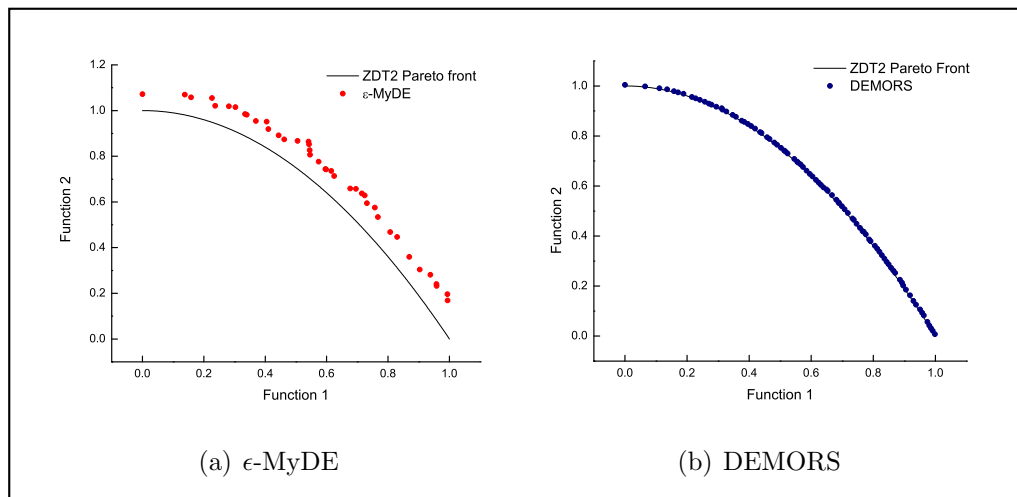 ZDT2 Pareto front
ε-MyDE
1.2
1.0
0.8
0.6
0.4
0.2
0.0
Function 2
0.0 0.2 0.4 0.6 0.8 1.0
Function 1
(a) ϵ-MyDE
ZDT2 Pareto Front
DEMORS
1.0
0.8
0.6
0.4
0.2
0.0
Function 2
0.0 0.2 0.4 0.6 0.8 1.0
Function 1
(b) DEMORS